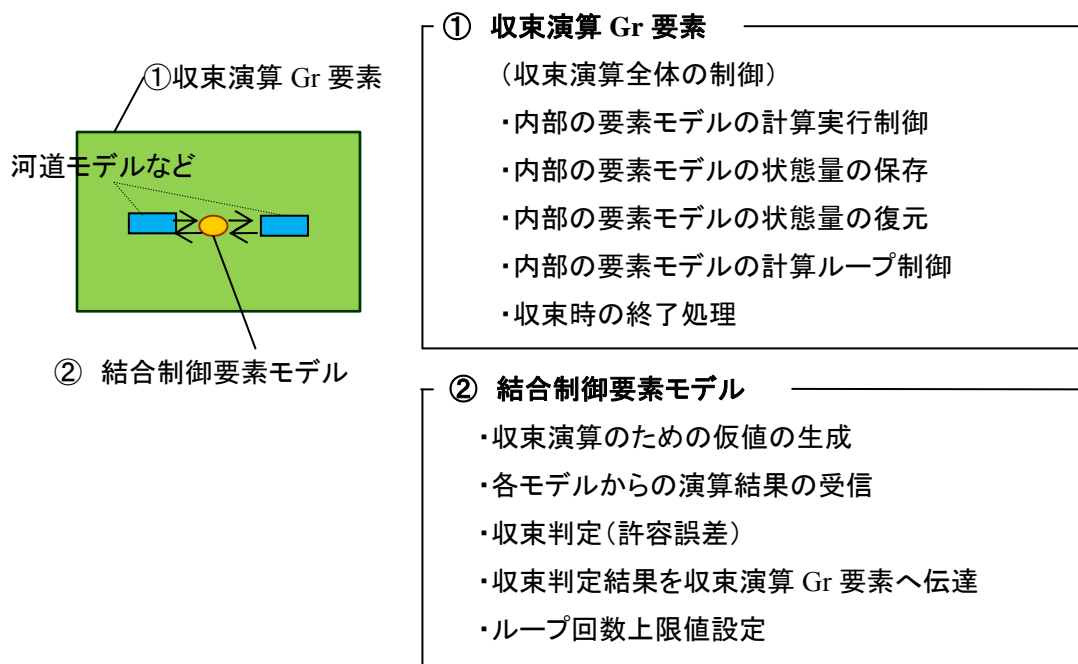 ①収束演算 Gr 要素
河道モデルなど
② 結合制御要素モデル
① 収束演算 Gr 要素
(収束演算全体の制御)
・内部の要素モデルの計算実行制御
・内部の要素モデルの状態量の保存
・内部の要素モデルの状態量の復元
・内部の要素モデルの計算ループ制御
・収束時の終了処理
② 結合制御要素モデル
・収束演算のための仮値の生成
・各モデルからの演算結果の受信
・収束判定(許容誤差)
・収束判定結果を収束演算 Gr 要素へ伝達
・ループ回数上限値設定